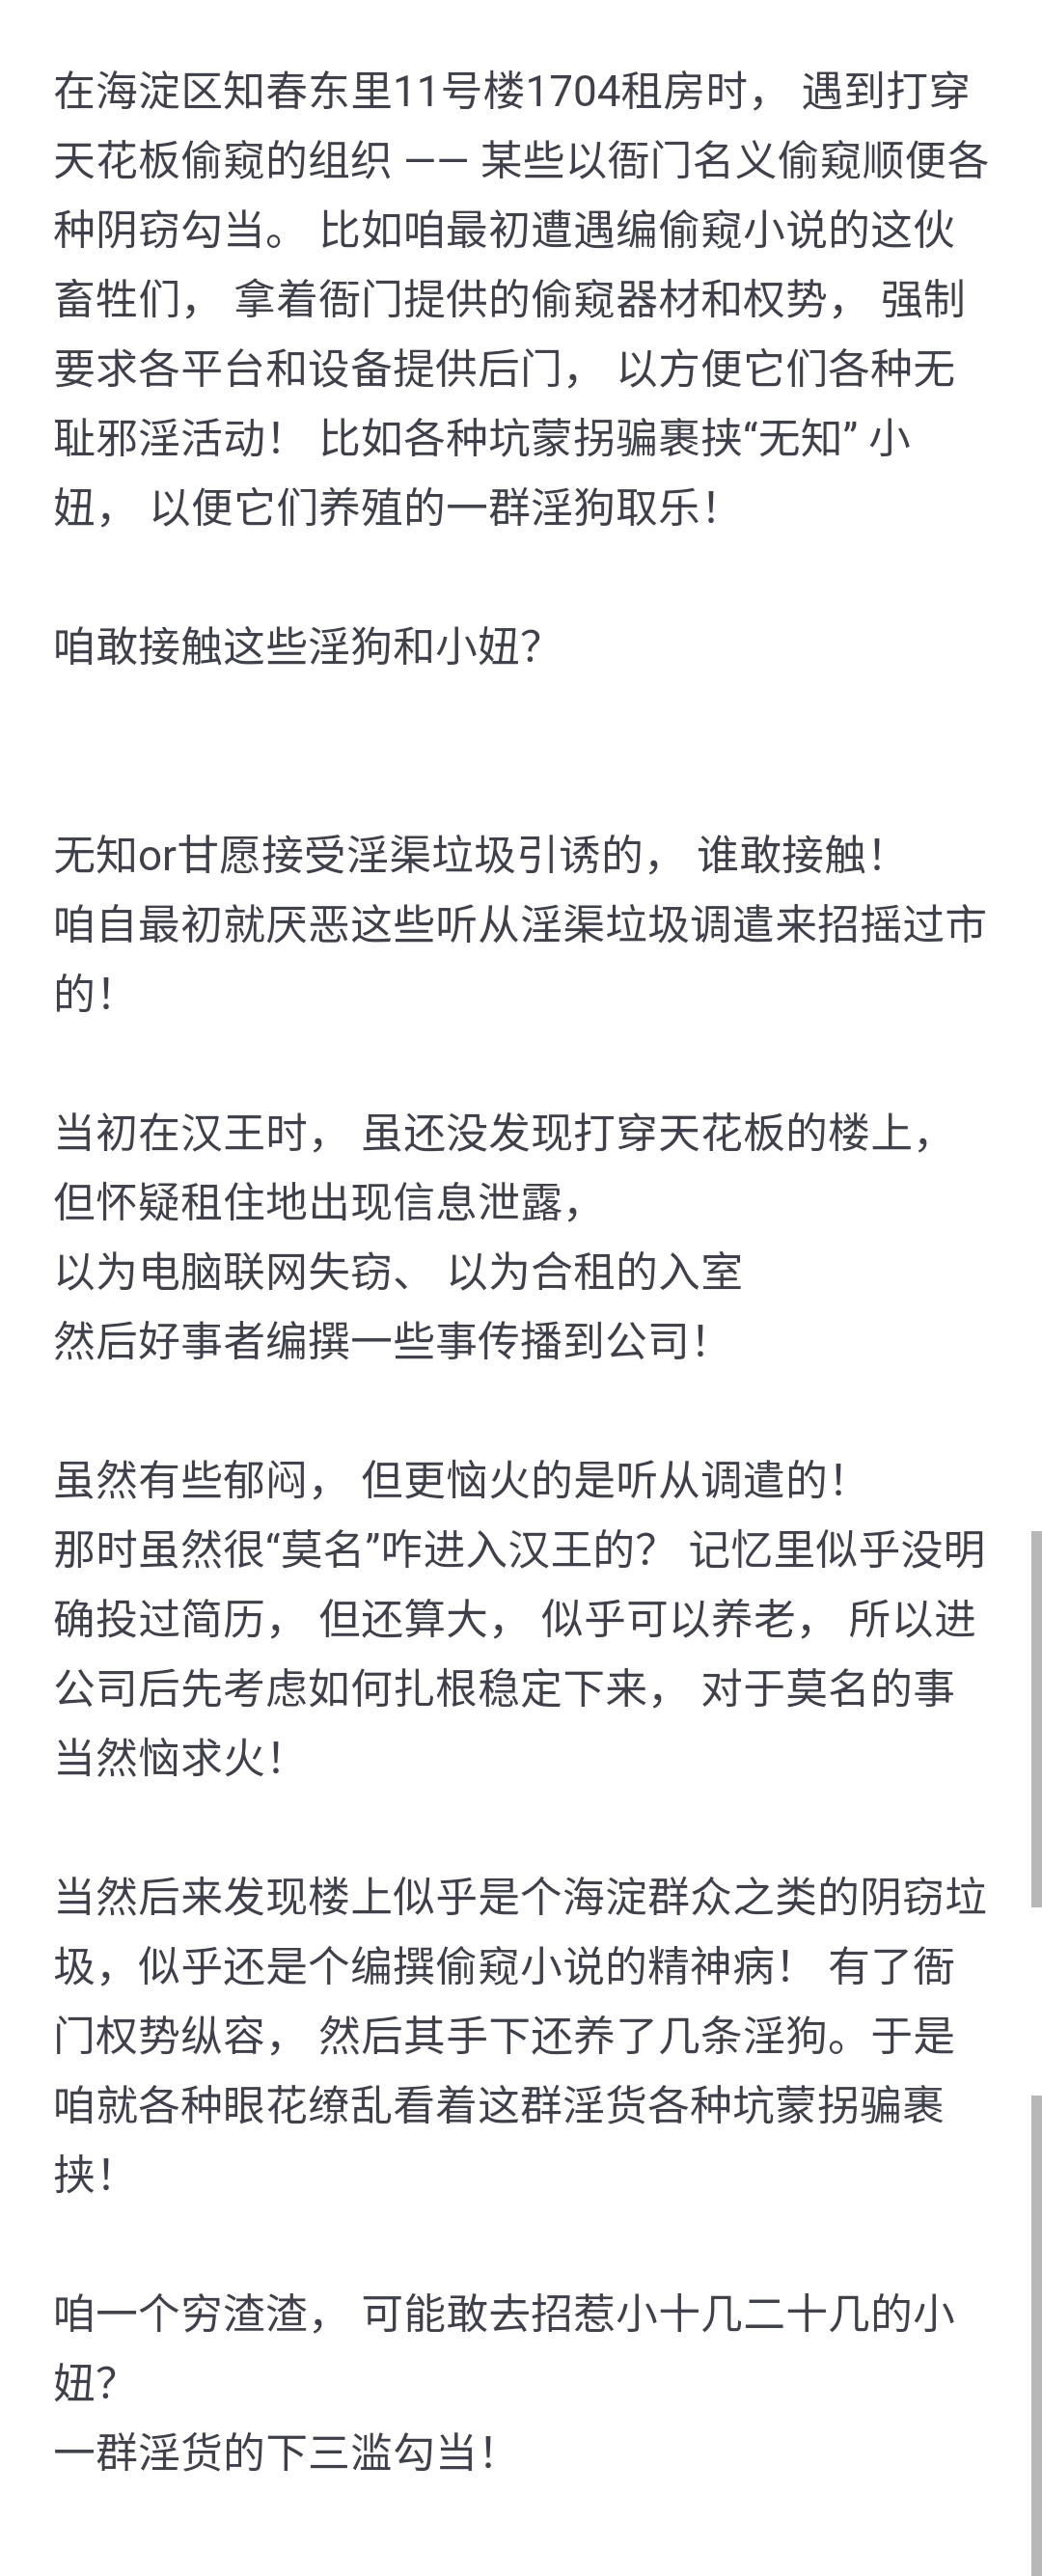 在海淀区知春东里11号楼1704租房时， 遇到打穿
天花板偷窥的组织 —— 某些以衙门名义偷窥顺便各
种阴窃勾当。 比如咱最初遭遇编偷窥小说的这伙
畜牲们， 拿着衙门提供的偷窥器材和权势， 强制
要求各平台和设备提供后门， 以方便它们各种无
耻邪淫活动！ 比如各种坑蒙拐骗裹挟“无知” 小
妞， 以便它们养殖的一群淫狗取乐！
咱敢接触这些淫狗和小妞？
无知or甘愿接受淫渠垃圾引诱的， 谁敢接触！
咱自最初就厌恶这些听从淫渠垃圾调遣来招摇过市
的！
当初在汉王时， 虽还没发现打穿天花板的楼上，
但怀疑租住地出现信息泄露，
以为电脑联网失窃、 以为合租的入室
然后好事者编撰一些事传播到公司！
虽然有些郁闷， 但更恼火的是听从调遣的！
那时虽然很“莫名”咋进入汉王的？ 记忆里似乎没明
确投过简历， 但还算大， 似乎可以养老， 所以进
公司后先考虑如何扎根稳定下来， 对于莫名的事
当然恼求火！
当然后来发现楼上似乎是个海淀群众之类的阴窃垃
圾，似乎还是个编撰偷窥小说的精神病！ 有了衙
门权势纵容， 然后其手下还养了几条淫狗。于是
咱就各种眼花缭乱看着这群淫货各种坑蒙拐骗裹
挟！
咱一个穷渣渣， 可能敢去招惹小十几二十几的小
妞？
一群淫货的下三滥勾当！